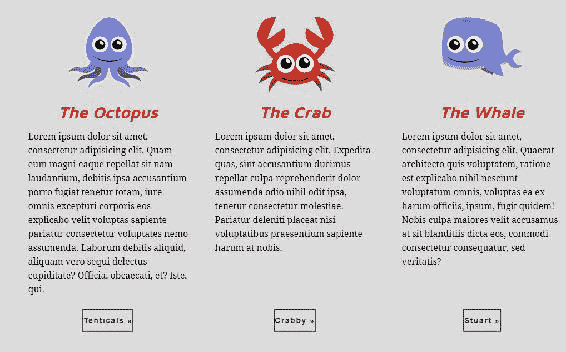 The Octopus
Lorem ipsum dolor sit amet,
consectetur adipisicing elit. Quam
cum magni eaque repellat sit nam
laudantium, debitis ipsa accusantium
porro fugiat tenetur totam, iure
omnis excepturi corporis eos
explicabo velit voluptas sapiente
pariatur consectetur voluptates nemo
assumenda. Laborum debitis aliquid,
aliquam vero sequi delectus
cupiditate? Officia, obcaecati, et? Iste,
qui.
Tenticals »
The Crab
Lorem ipsum dolor sit amet,
consectetur adipisicing elit. Expedita
quas, sint accusantium ducimus
repellat culpa reprehenderit dolor
assumenda odio nihil odit ipsa,
tenetur consectetur molestiae.
Pariatur deleniti placeat nisi
voluptatibus praesentium sapiente
harum at nobis.
Crabby »
The Whale
Lorem ipsum dolor sit amet,
consectetur adipisicing elit. Quaerat
architecto quis voluptatem, ratione
est explicabo nihil nesciunt
voluptatum omnis, voluptas ea ex
harum officiis, ipsum, fugit quidem!
Nobis culpa maiores velit accusamus
at sit blanditiis dicta eos, commodi
consectetur consequatur, sed
veritatis?
Stuart »